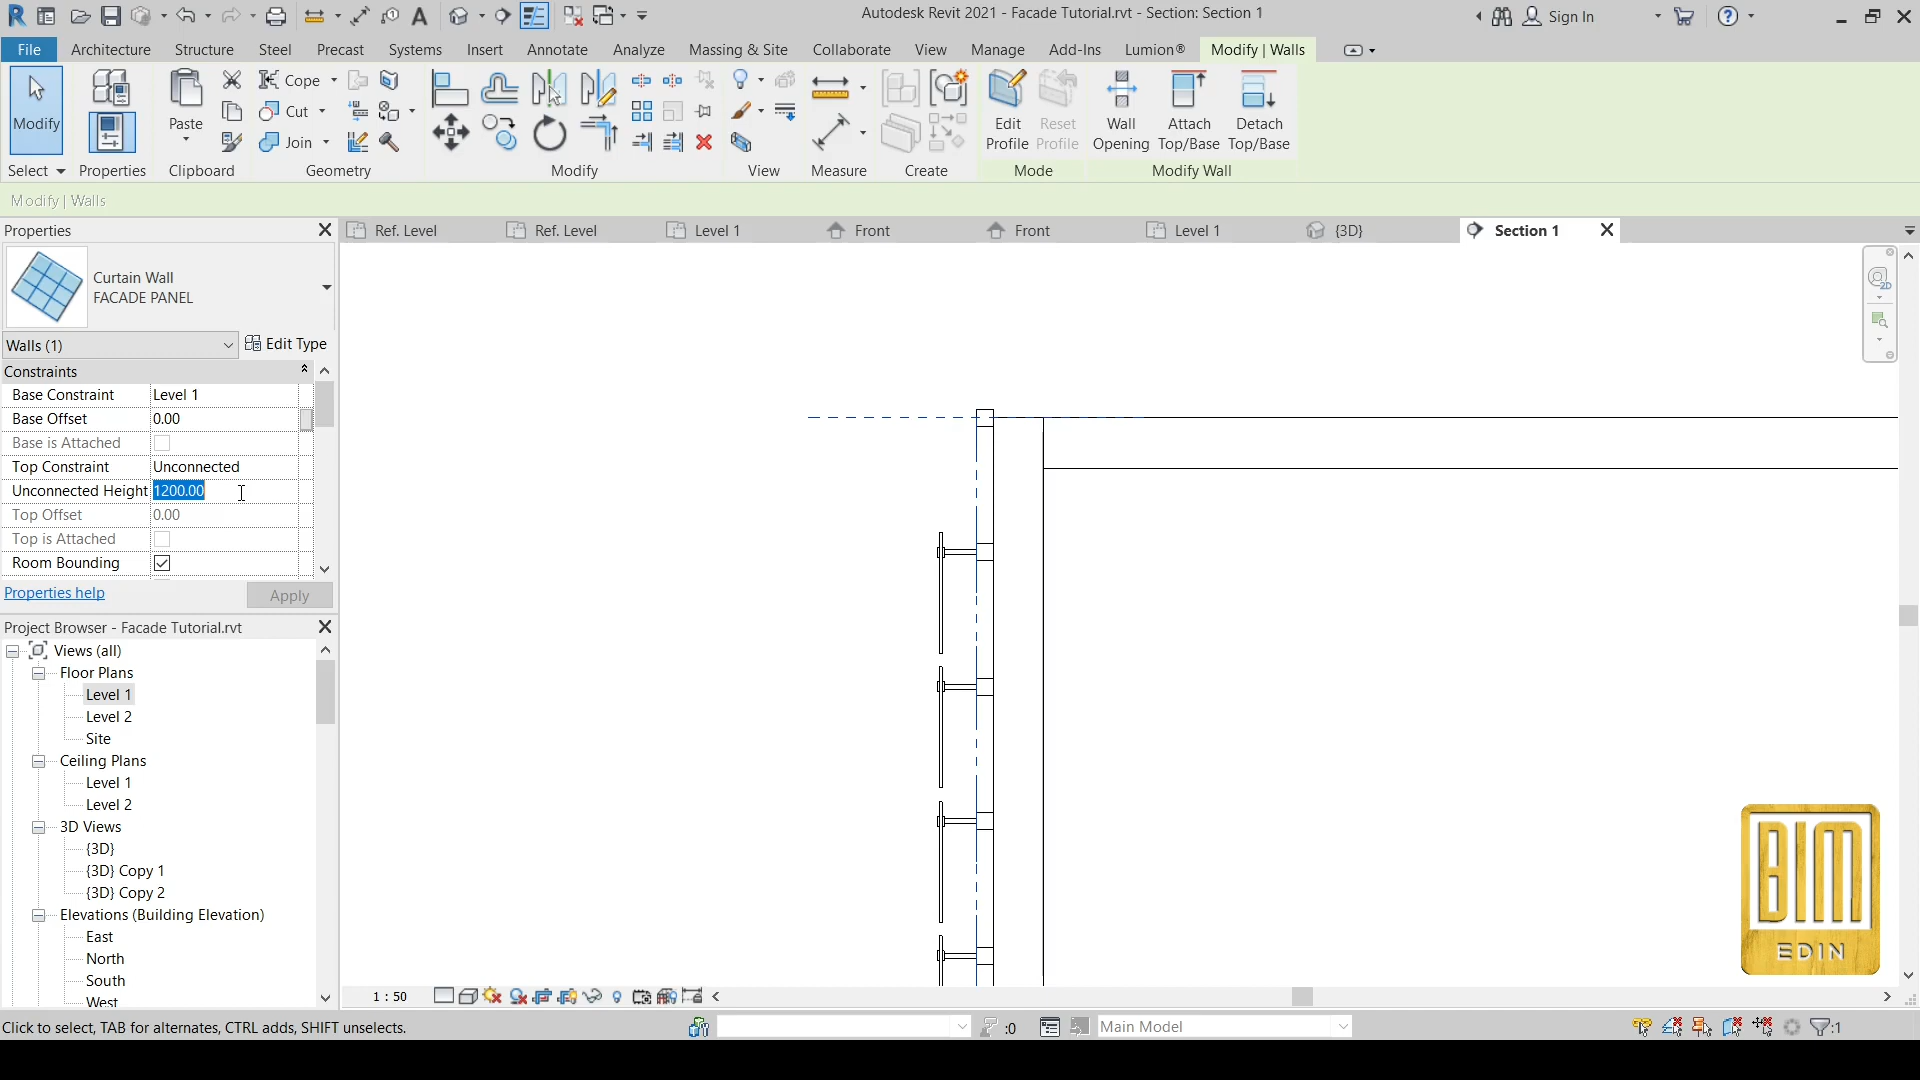 Autodesk Revit 2021 - Facade Tutorial.rvt - Section: Section 1
Sign In
File Architecture Structure Steel Precast Systems Insert Annotate Analyze Massing & Site Collaborate View Manage Add-Ins Lumion® Modify | Walls
Modify
Paste
Cope
Cut
Join
Edit Profile
Reset Profile
Wall Opening
Attach Top/Base
Detach Top/Base
Select Properties Clipboard Geometry Modify View Measure Create Mode Modify Wall
Modify | Walls
Properties
Ref. Level Ref. Level Level 1 Front Front Level 1 {3D} Section 1
Curtain Wall
FACADE PANEL
Walls (1) Edit Type
Constraints
Base Constraint Level 1
Base Offset 0.00
Base is Attached
Top Constraint Unconnected
Unconnected Height 1200.00
Top Offset 0.00
Top is Attached
Room Bounding
Properties help Apply
Project Browser - Facade Tutorial.rvt
Views (all)
Floor Plans
Level 1
Level 2
Site
Ceiling Plans
Level 1
Level 2
3D Views
{3D}
{3D} Copy 1
{3D} Copy 2
Elevations (Building Elevation)
East
North
South
West
2D
BIM
EDIN
1 : 50
Click to select, TAB for alternates, CTRL adds, SHIFT unselects.
:0
Main Model
:1